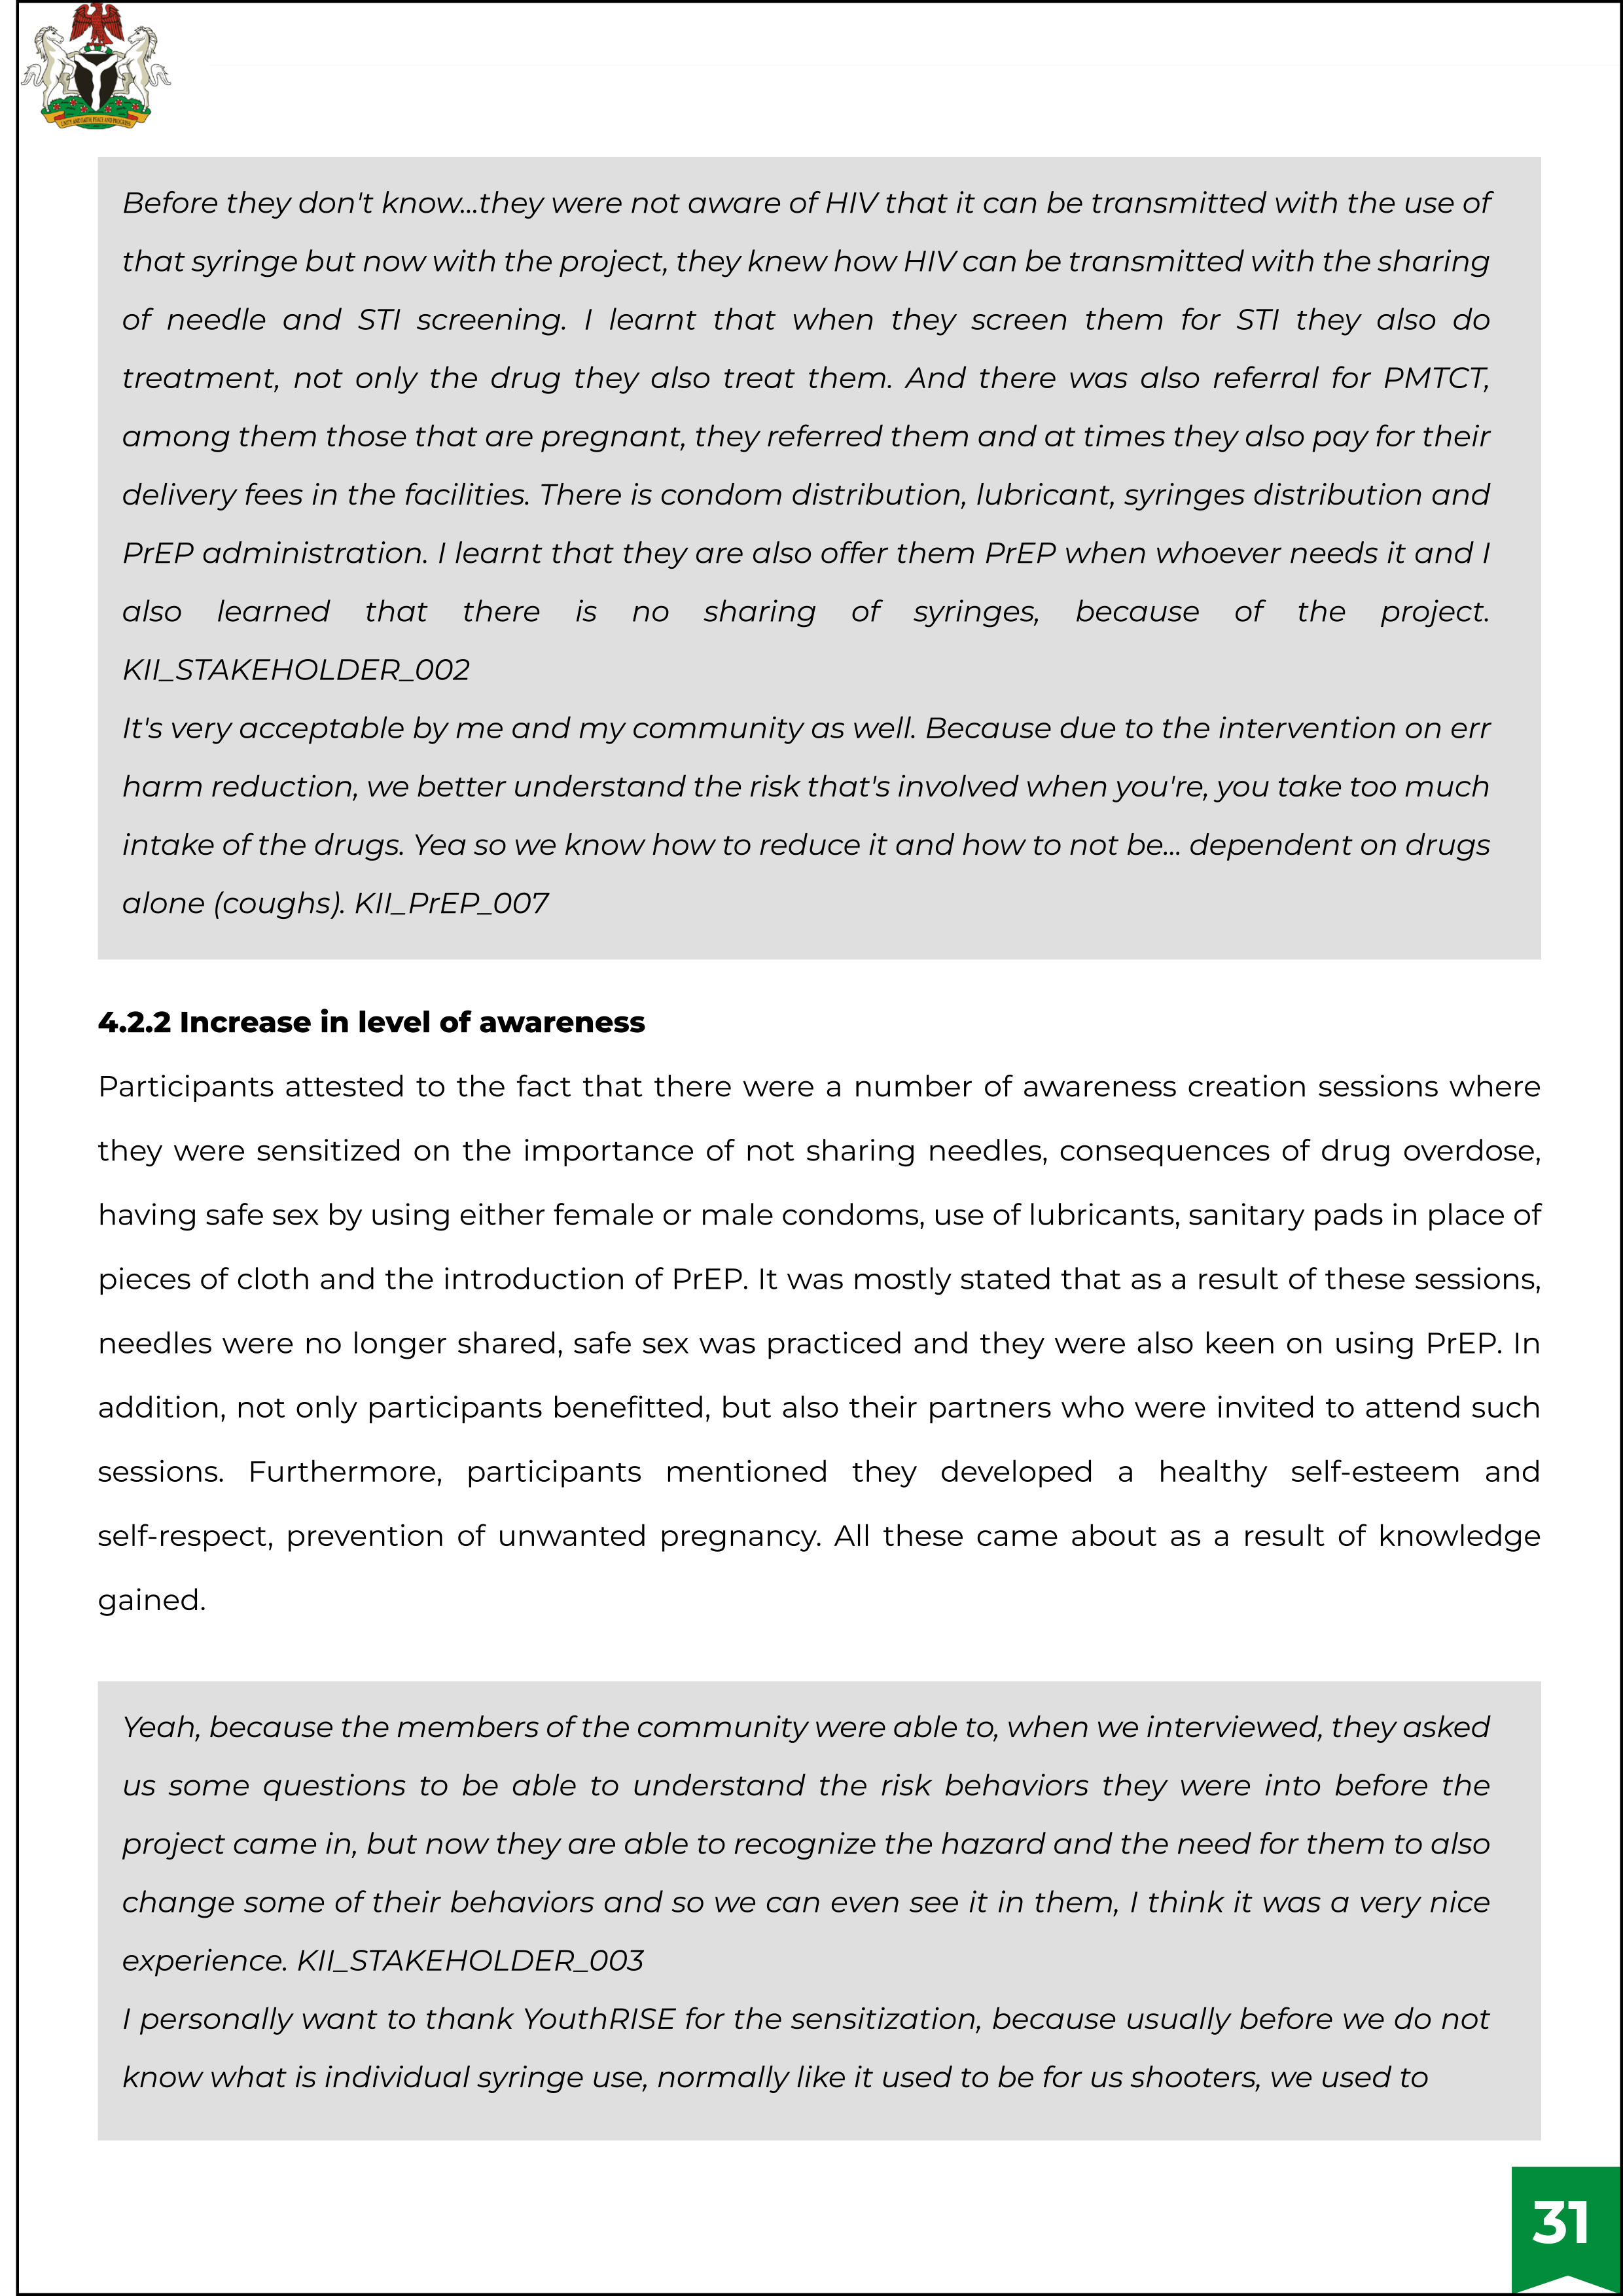 UNITY AND FAITH, PEACE AND PROGRESS
Before they don't know...they were not aware of HIV that it can be transmitted with the use of
that syringe but now with the project, they knew how HIV can be transmitted with the sharing
of needle and STI screening. I learnt that when they screen them for STI they also do
treatment, not only the drug they also treat them. And there was also referral for PMTCT,
among them those that are pregnant, they referred them and at times they also pay for their
delivery fees in the facilities. There is condom distribution, lubricant, syringes distribution and
PrEP administration. I learnt that they are also offer them PrEP when whoever needs it and I
also learned that there is no sharing of syringes, because of the project.
KII_STAKEHOLDER_002
It's very acceptable by me and my community as well. Because due to the intervention on err
harm reduction, we better understand the risk that's involved when you're, you take too much
intake of the drugs. Yea so we know how to reduce it and how to not be... dependent on drugs
alone (coughs). KII_PrEP_007
4.2.2 Increase in level of awareness
Participants attested to the fact that there were a number of awareness creation sessions where
they were sensitized on the importance of not sharing needles, consequences of drug overdose,
having safe sex by using either female or male condoms, use of lubricants, sanitary pads in place of
pieces of cloth and the introduction of PrEP. It was mostly stated that as a result of these sessions,
needles were no longer shared, safe sex was practiced and they were also keen on using PrEP. In
addition, not only participants benefitted, but also their partners who were invited to attend such
sessions. Furthermore, participants mentioned they developed a healthy self-esteem and
self-respect, prevention of unwanted pregnancy. All these came about as a result of knowledge
gained.
Yeah, because the members of the community were able to, when we interviewed, they asked
us some questions to be able to understand the risk behaviors they were into before the
project came in, but now they are able to recognize the hazard and the need for them to also
change some of their behaviors and so we can even see it in them, I think it was a very nice
experience. KII_STAKEHOLDER_003
I personally want to thank YouthRISE for the sensitization, because usually before we do not
know what is individual syringe use, normally like it used to be for us shooters, we used to
31